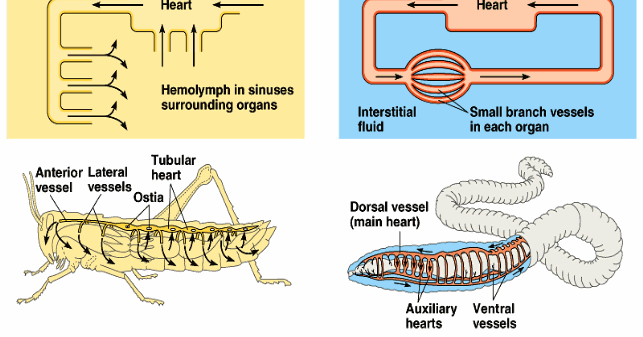 Heart
Hemolymph in sinuses
surrounding organs
Heart
Interstitial
fluid
Small branch vessels
in each organ
Anterior
vessel
Lateral
vessels
Ostia
Tubular
heart
Dorsal vessel
(main heart)
Auxiliary
hearts
Ventral
vessels